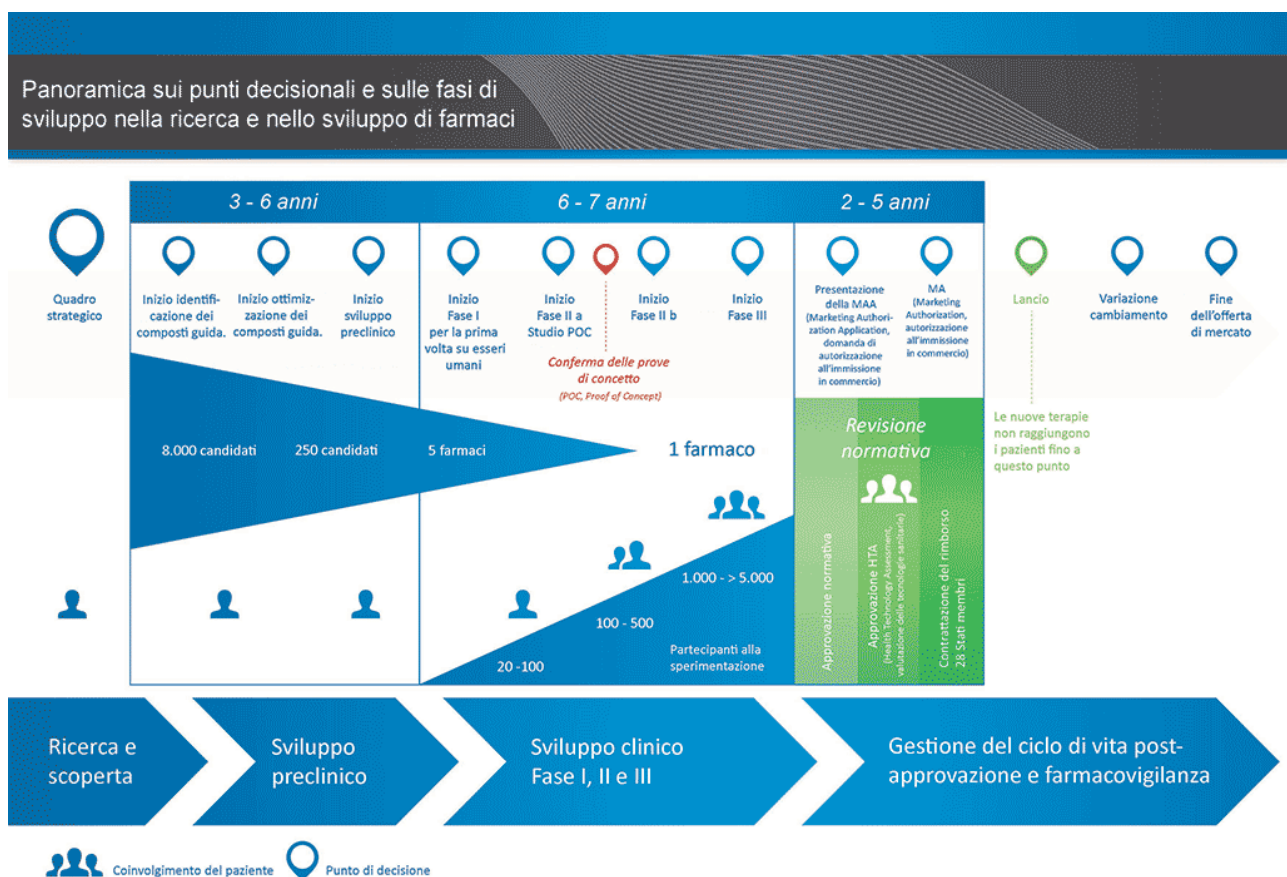 Panoramica sui punti decisionali e sulle fasi di
sviluppo nella ricerca e nello sviluppo di farmaci
3 - 6 anni
6 - 7 anni
2 - 5 anni
Quadro
strategico
Inizio identifi-
cazione dei
composti guida.
Inizio ottimiz-
zazione dei
composti guida.
Inizio
sviluppo
preclinico
Inizio
Fase I
per la prima
volta su esseri
umani
Inizio
Fase II a
Studio POC
Conferma delle prove
di concetto
(POC, Proof of Concept)
Inizio
Fase II b
Inizio
Fase III
Presentazione
della MAA
(Marketing Authori-
zation Application,
domanda di
autorizzazione
all'immissione
in commercio)
MA
(Marketing
Authorization,
autorizzazione
all'immissione
in commercio)
Lancio
Variazione
cambiamento
Fine
dell'offerta
di mercato
8.000 candidati
250 candidati
5 farmaci
1 farmaco
Revisione
normativa
Le nuove terapie
non raggiungono
i pazienti fino a
questo punto
20 -100
100 - 500
1.000 - > 5.000
Partecipanti alla
sperimentazione
Approvazione normativa
Approvazione HTA
(Health Technology Assessment,
valutazione delle tecnologie sanitarie)
Contrattazione del rimborso
28 Stati membri
Ricerca e
scoperta
Sviluppo
preclinico
Sviluppo clinico
Fase I, II e III
Gestione del ciclo di vita post-
approvazione e farmacovigilanza
Coinvolgimento del paziente
Punto di decisione